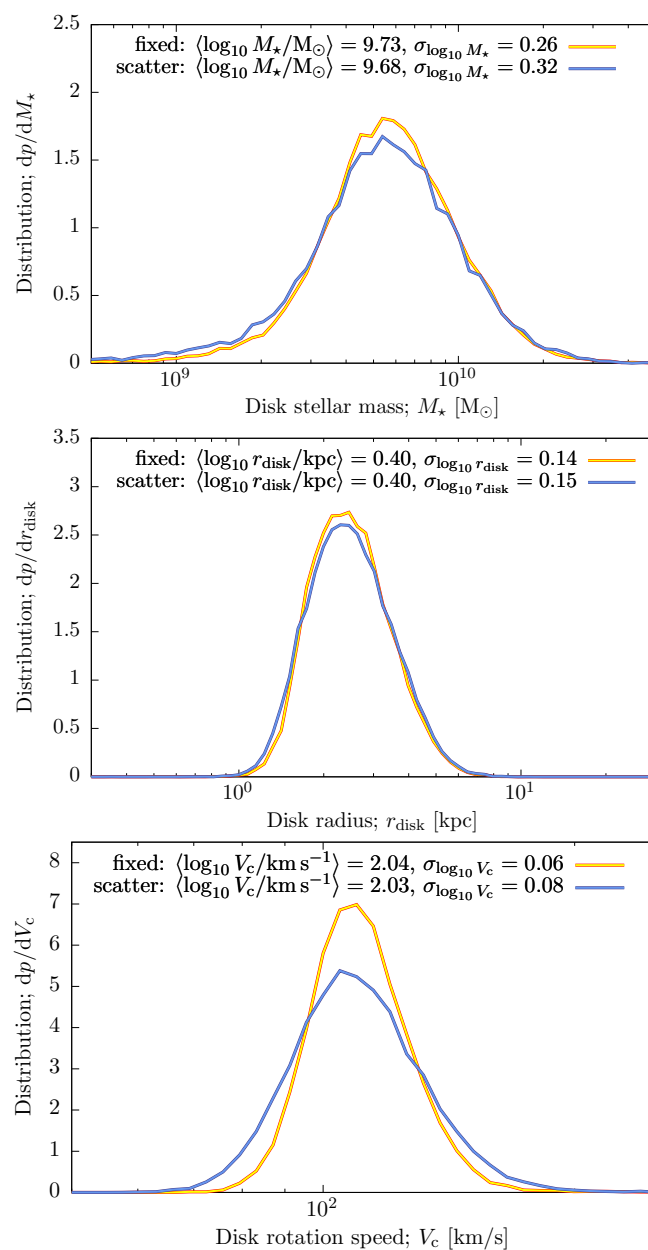 2.5
fixed: ⟨log₁₀ M⋆/M⊙⟩ = 9.73, σ_log₁₀ M⋆ = 0.26
scatter: ⟨log₁₀ M⋆/M⊙⟩ = 9.68, σ_log₁₀ M⋆ = 0.32
2
1.5
1
0.5
0
Distribution; dp/dM⋆
10⁹ 10¹⁰
Disk stellar mass; M⋆ [M⊙]
3.5
fixed: ⟨log₁₀ r_disk/kpc⟩ = 0.40, σ_log₁₀ r_disk = 0.14
scatter: ⟨log₁₀ r_disk/kpc⟩ = 0.40, σ_log₁₀ r_disk = 0.15
3
2.5
2
1.5
1
0.5
0
Distribution; dp/dr_disk
10⁰ 10¹
Disk radius; r_disk [kpc]
fixed: ⟨log₁₀ V_c/km s⁻¹⟩ = 2.04, σ_log₁₀ V_c = 0.06
scatter: ⟨log₁₀ V_c/km s⁻¹⟩ = 2.03, σ_log₁₀ V_c = 0.08
8
7
6
5
4
3
2
1
0
Distribution; dp/dV_c
10²
Disk rotation speed; V_c [km/s]